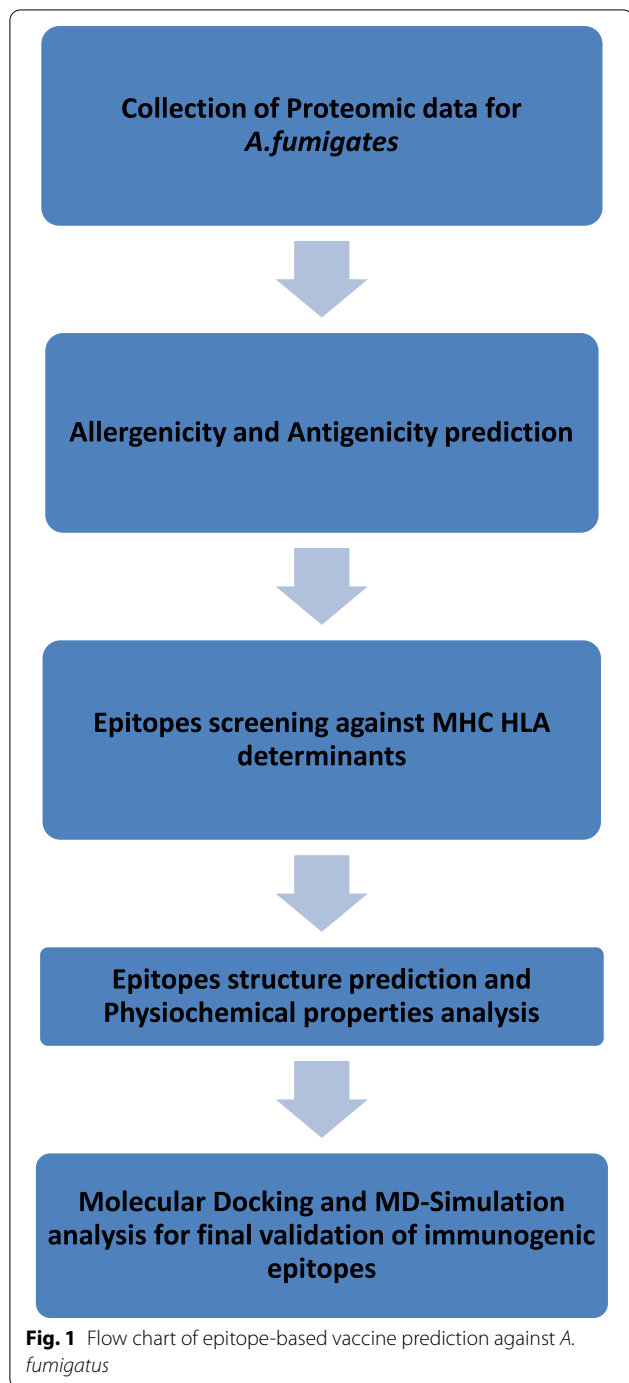 Collection of Proteomic data for
A.fumigates
Allergenicity and Antigenicity prediction
Epitopes screening against MHC HLA
determinants
Epitopes structure prediction and
Physiochemical properties analysis
Molecular Docking and MD-Simulation
analysis for final validation of immunogenic
epitopes
Fig. 1 Flow chart of epitope-based vaccine prediction against A.
fumigatus